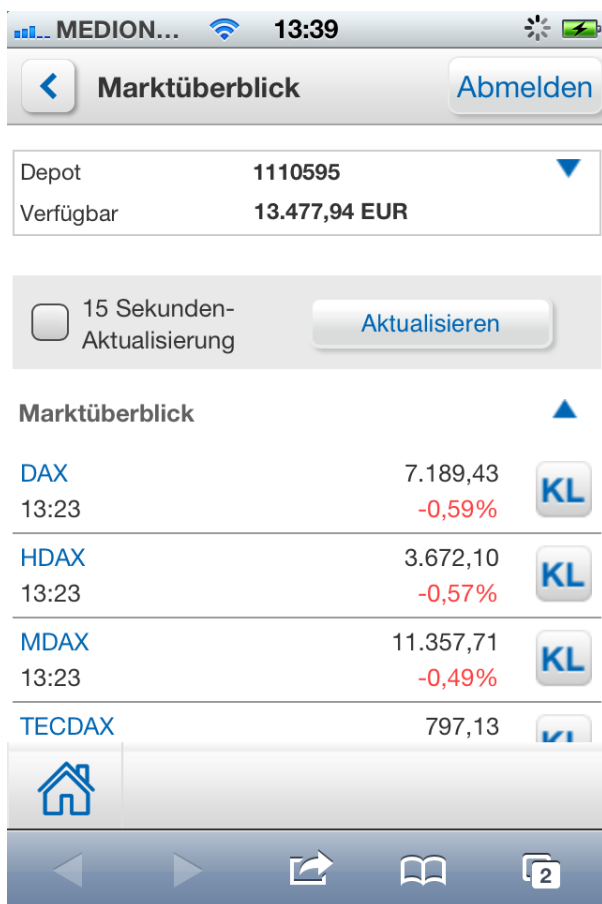 MEDION... 13:39
Marktüberblick Abmelden
Depot 1110595
Verfügbar 13.477,94 EUR
15 Sekunden-
Aktualisierung
Aktualisieren
Marktüberblick
DAX 7.189,43 KL
13:23 -0,59%
HDAX 3.672,10 KL
13:23 -0,57%
MDAX 11.357,71 KL
13:23 -0,49%
TECDAX 797,13 KL
2